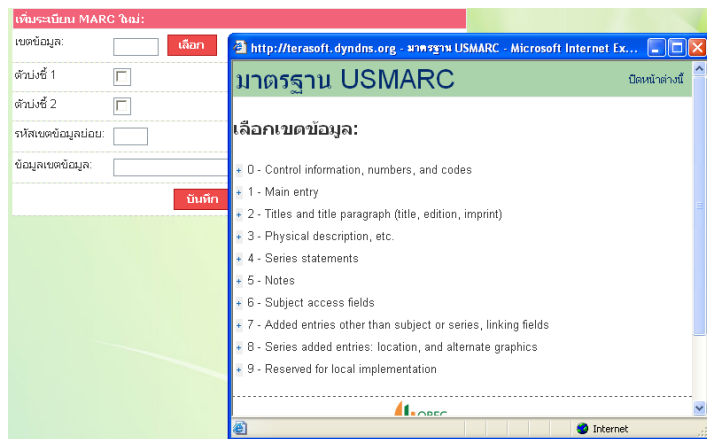 เพิ่มระเบียน MARC ใหม่:
เขตข้อมูล:
เลือก
ตัวบ่งชี้ 1
ตัวบ่งชี้ 2
รหัสเขตข้อมูลย่อย:
ข้อมูลเขตข้อมูล:
บันทึก
http://terasoft.dyndns.org - มาตรฐาน USMARC - Microsoft Internet Ex...
มาตรฐาน USMARC
ปิดหน้าต่างนี้
เลือกเขตข้อมูล:
+ 0 - Control information, numbers, and codes
+ 1 - Main entry
+ 2 - Titles and title paragraph (title, edition, imprint)
+ 3 - Physical description, etc.
+ 4 - Series statements
+ 5 - Notes
+ 6 - Subject access fields
+ 7 - Added entries other than subject or series, linking fields
+ 8 - Series added entries: location, and alternate graphics
+ 9 - Reserved for local implementation
Internet